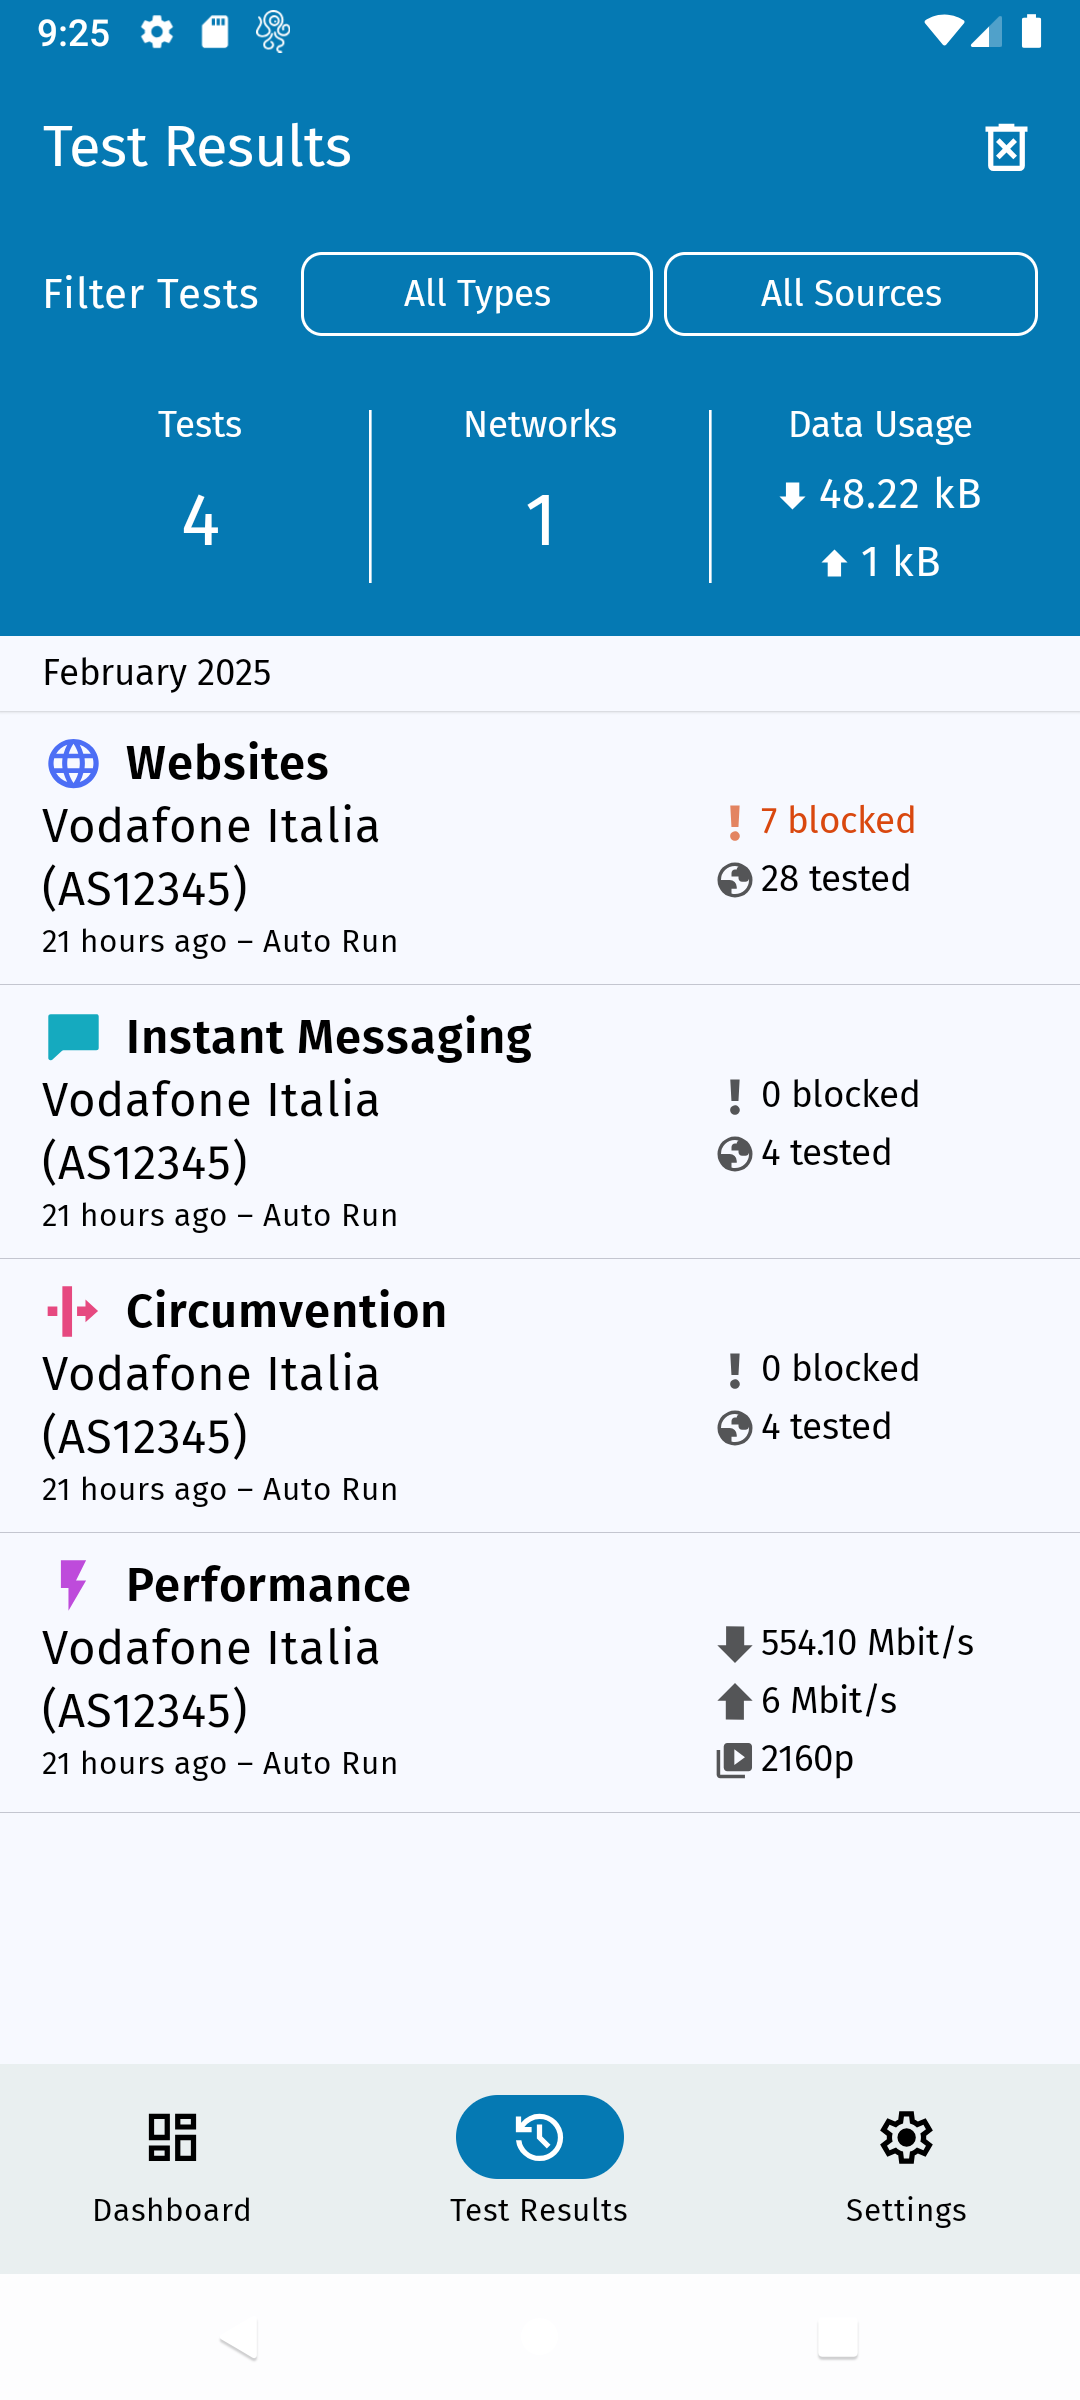 9:25
Test Results
Filter Tests
All Types
All Sources
Tests
Networks
Data Usage
4
1
48.22 kB
1 kB
February 2025
Websites
Vodafone Italia
(AS12345)
21 hours ago – Auto Run
7 blocked
28 tested
Instant Messaging
Vodafone Italia
(AS12345)
21 hours ago – Auto Run
0 blocked
4 tested
Circumvention
Vodafone Italia
(AS12345)
21 hours ago – Auto Run
0 blocked
4 tested
Performance
Vodafone Italia
(AS12345)
21 hours ago – Auto Run
554.10 Mbit/s
6 Mbit/s
2160p
Dashboard
Test Results
Settings